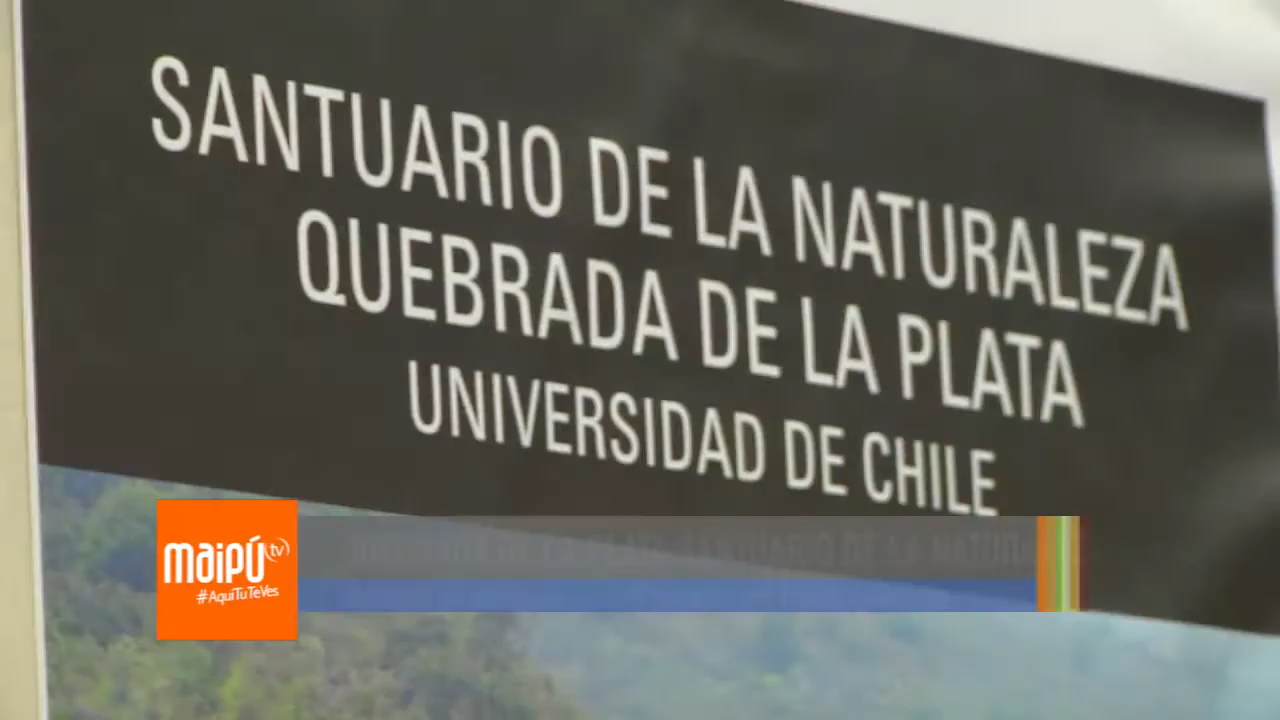 SANTUARIO DE LA NATURALEZA
QUEBRADA DE LA PLATA
UNIVERSIDAD DE CHILE
maipú(tv)
#AquíTuTeVes